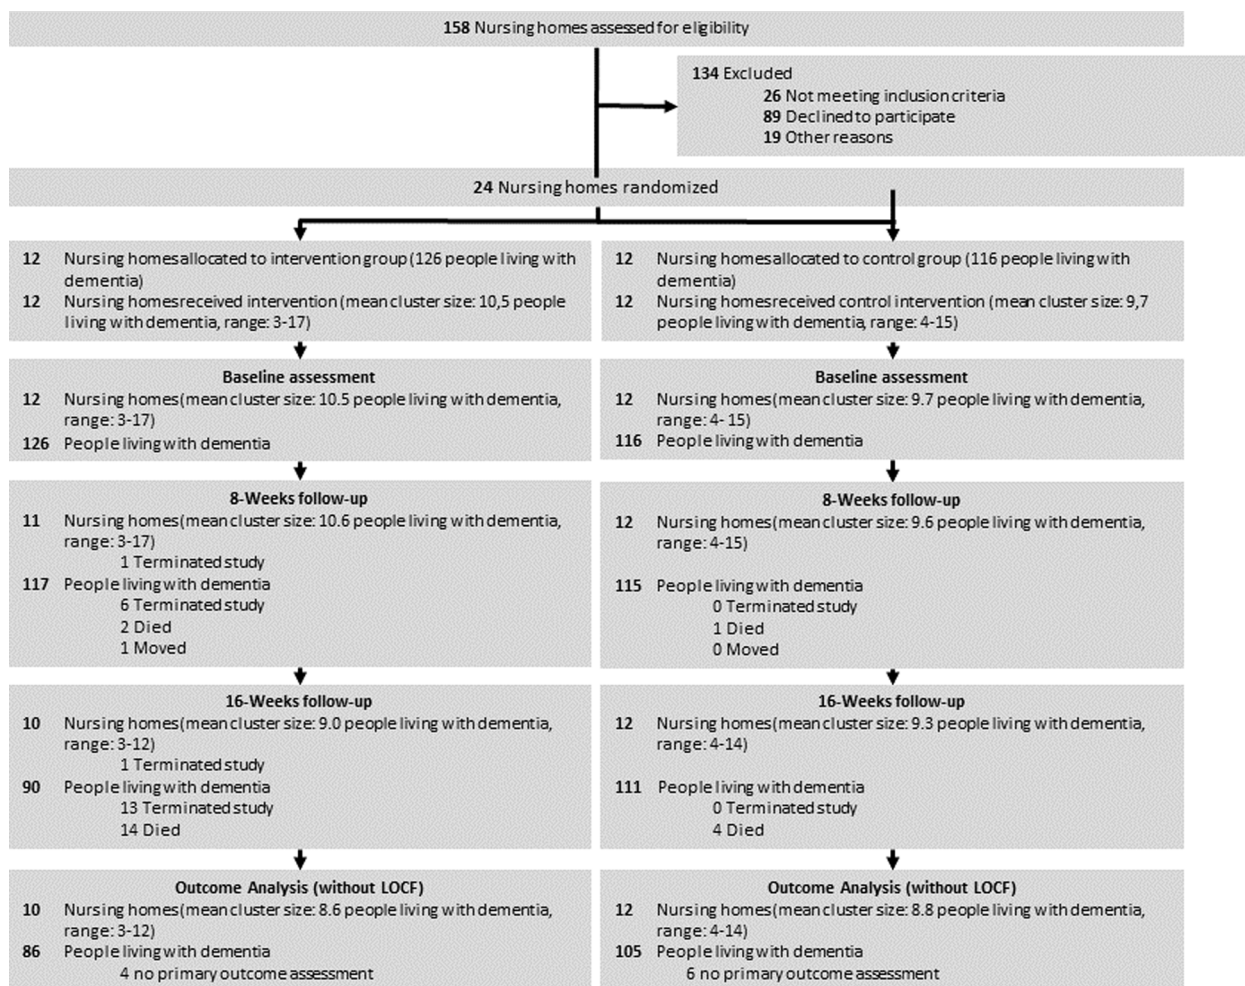 158 Nursing homes assessed for eligibility
134 Excluded
26 Not meeting inclusion criteria
89 Declined to participate
19 Other reasons
24 Nursing homes randomized
12 Nursing homes allocated to intervention group (126 people living with
dementia)
12 Nursing homes received intervention (mean cluster size: 10,5 people
living with dementia, range: 3-17)
12 Nursing homes allocated to control group (116 people living with
dementia)
12 Nursing homes received control intervention (mean cluster size: 9,7
people living with dementia, range: 4-15)
Baseline assessment
12 Nursing homes (mean cluster size: 10.5 people living with dementia,
range: 3-17)
126 People living with dementia
Baseline assessment
12 Nursing homes (mean cluster size: 9.7 people living with dementia,
range: 4- 15)
116 People living with dementia
8-Weeks follow-up
11 Nursing homes (mean cluster size: 10.6 people living with dementia,
range: 3-17)
1 Terminated study
117 People living with dementia
6 Terminated study
2 Died
1 Moved
8-Weeks follow-up
12 Nursing homes (mean cluster size: 9.6 people living with dementia,
range: 4-15)
115 People living with dementia
0 Terminated study
1 Died
0 Moved
16-Weeks follow-up
10 Nursing homes (mean cluster size: 9.0 people living with dementia,
range: 3-12)
1 Terminated study
90 People living with dementia
13 Terminated study
14 Died
16-Weeks follow-up
12 Nursing homes (mean cluster size: 9.3 people living with dementia,
range: 4-14)
111 People living with dementia
0 Terminated study
4 Died
Outcome Analysis (without LOCF)
10 Nursing homes (mean cluster size: 8.6 people living with dementia,
range: 3-12)
86 People living with dementia
4 no primary outcome assessment
Outcome Analysis (without LOCF)
12 Nursing homes (mean cluster size: 8.8 people living with dementia,
range: 4-14)
105 People living with dementia
6 no primary outcome assessment